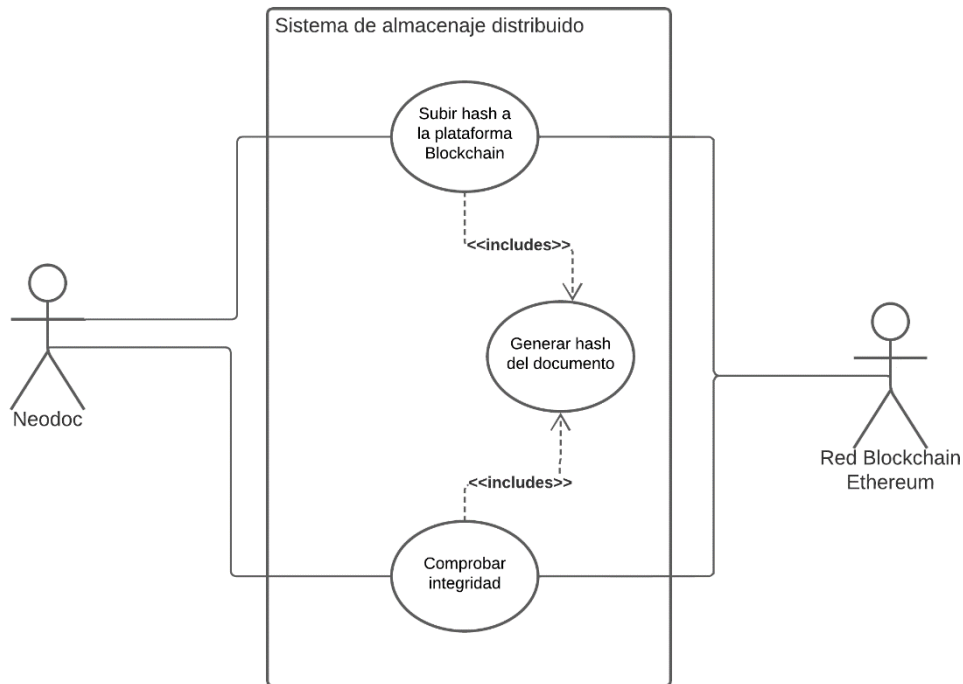 Sistema de almacenaje distribuido
Subir hash a
la plataforma
Blockchain
<<includes>>
Generar hash
del documento
Neodoc
Red Blockchain
Ethereum
<<includes>>
Comprobar
integridad